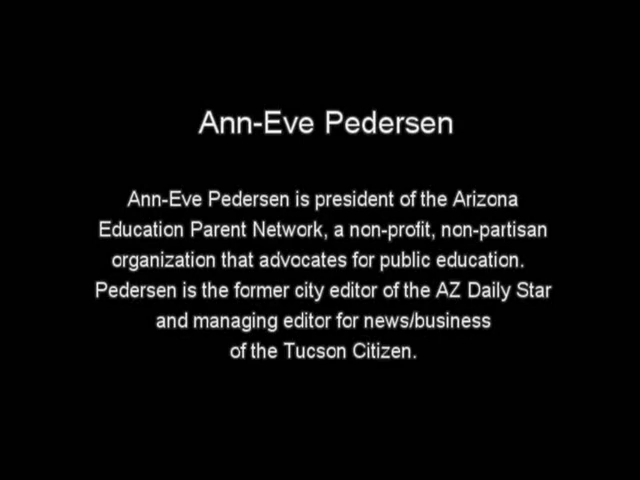 Ann-Eve Pedersen
Ann-Eve Pedersen is president of the Arizona
Education Parent Network, a non-profit, non-partisan
organization that advocates for public education.
Pedersen is the former city editor of the AZ Daily Star
and managing editor for news/business
of the Tucson Citizen.